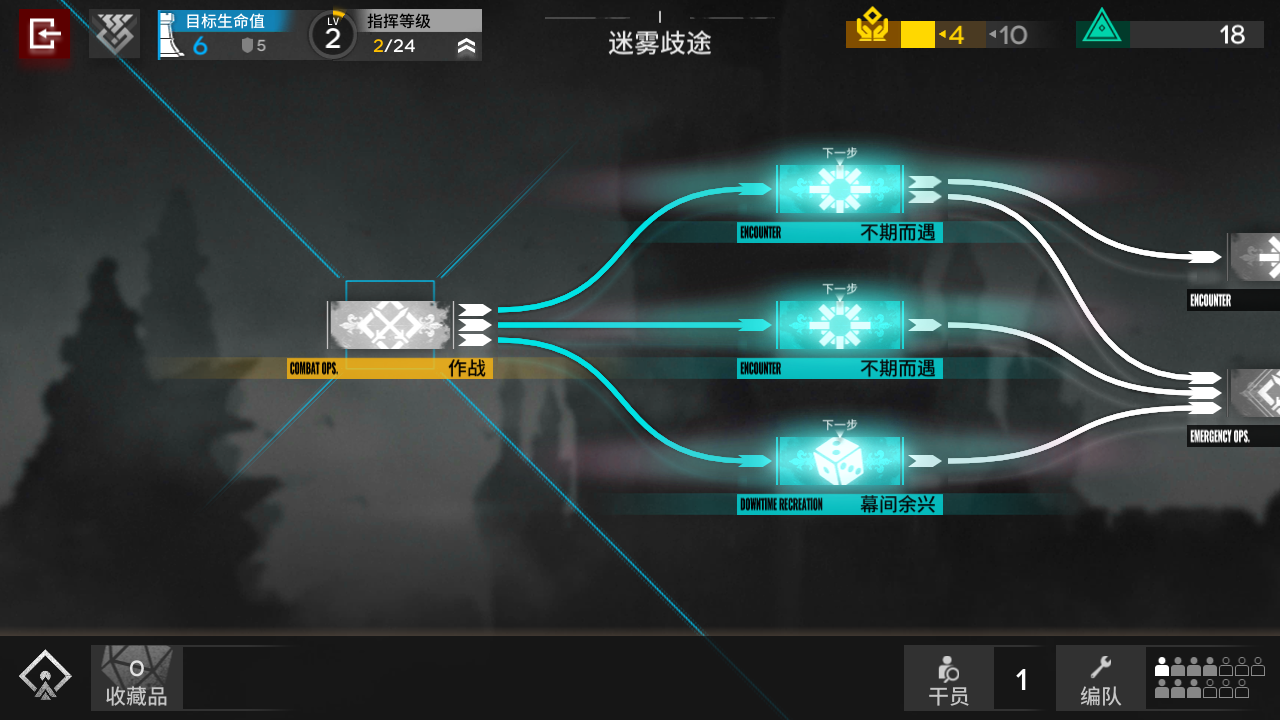 目标生命值
6
5
LV
2
指挥等级
2/24
迷雾歧途
4
10
18
下一步
ENCOUNTER 不期而遇
下一步
ENCOUNTER 不期而遇
下一步
DOWNTIME RECREATION 幕间余兴
COMBAT OPS. 作战
ENCOUNTER
EMERGENCY OPS.
0
收藏品
干员
1
编队